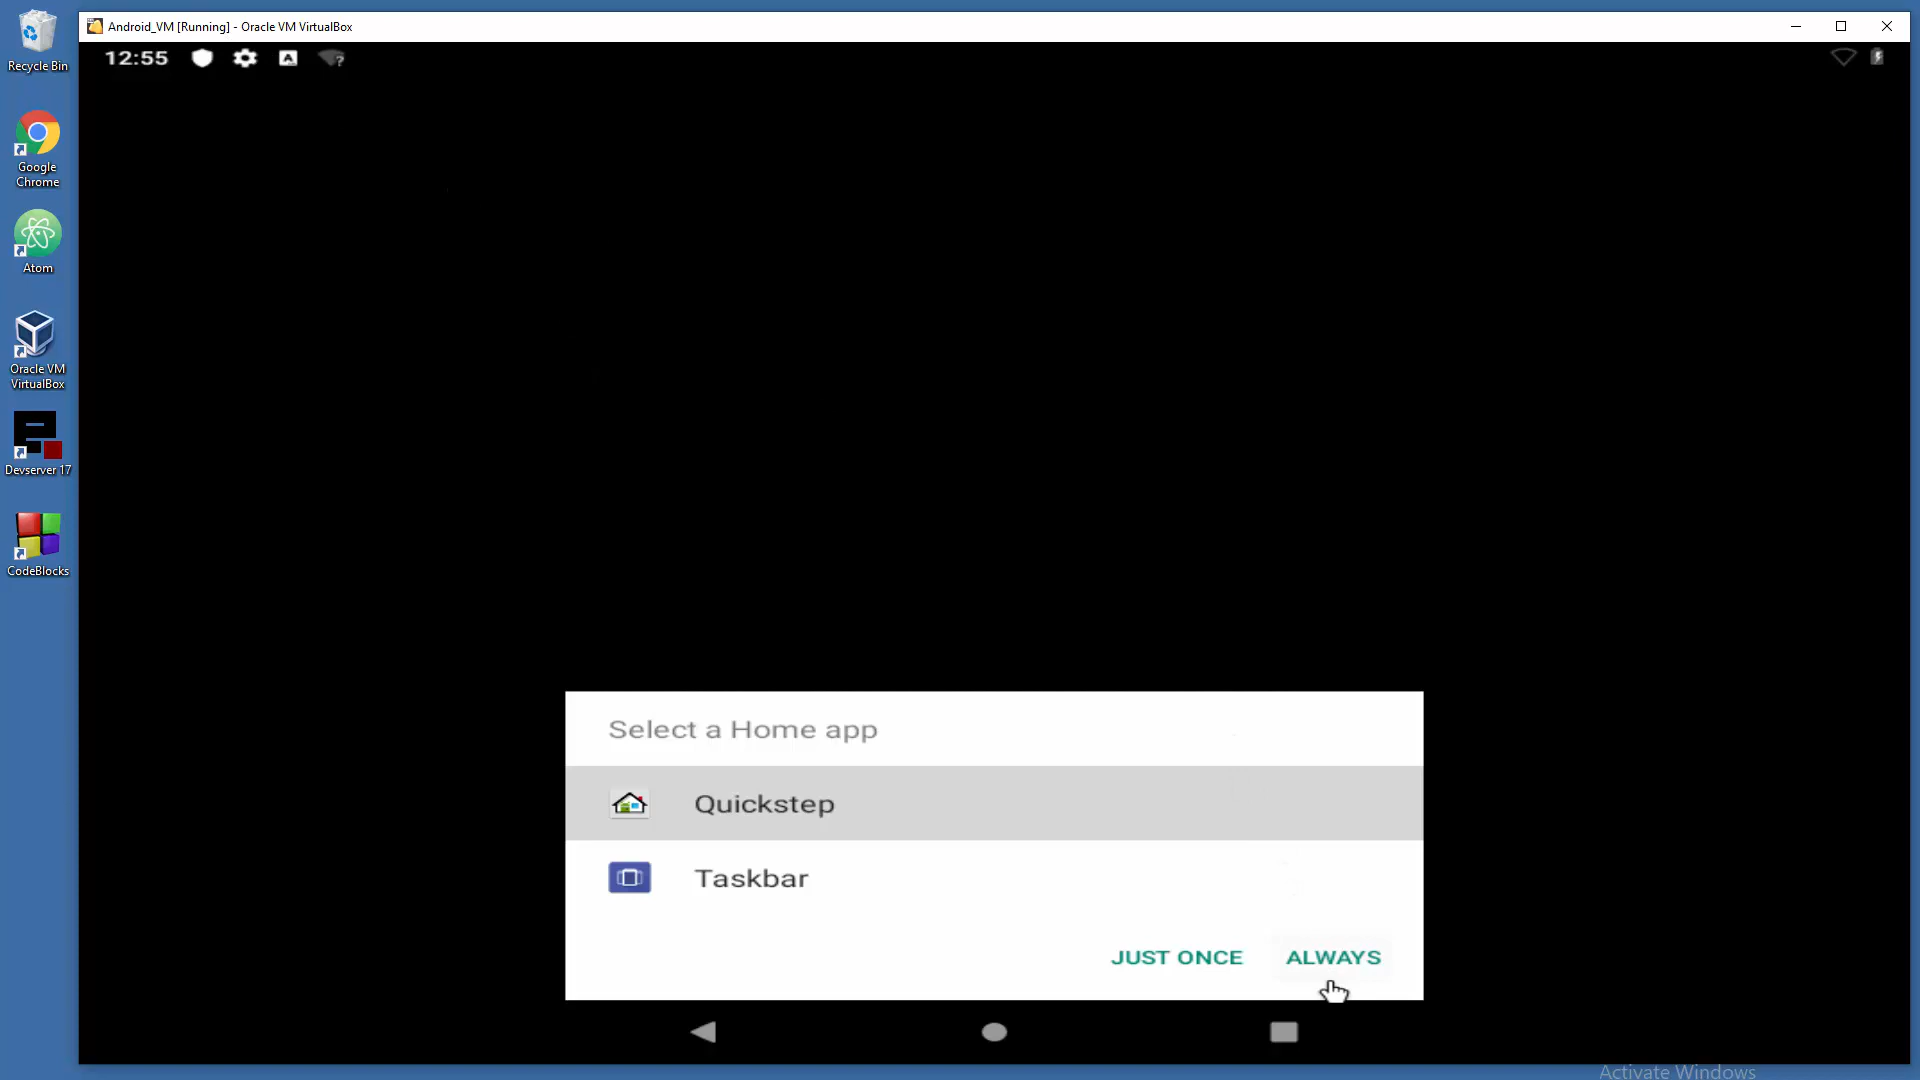 Android_VM [Running] - Oracle VM VirtualBox
12:55
Recycle Bin
Google
Chrome
Atom
Oracle VM
VirtualBox
Devserver 17
CodeBlocks
Select a Home app
Quickstep
Taskbar
JUST ONCE
ALWAYS
Activate Windows